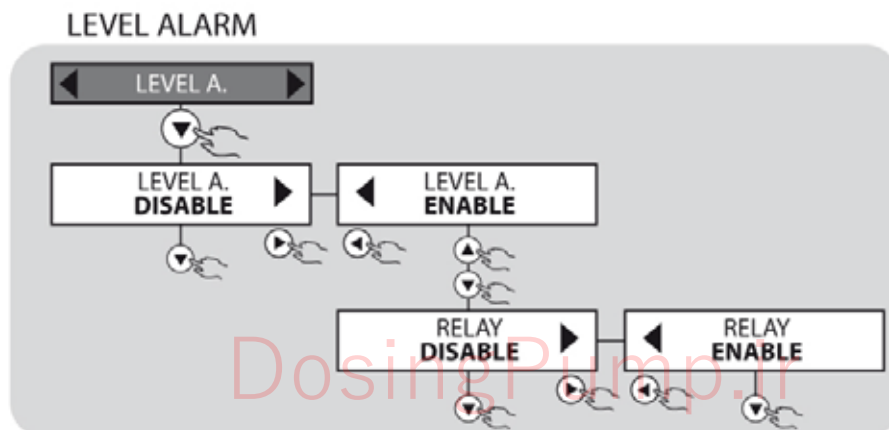 LEVEL ALARM
LEVEL A.
LEVEL A.
DISABLE
LEVEL A.
ENABLE
RELAY
DISABLE
RELAY
ENABLE
DosingPump.ir